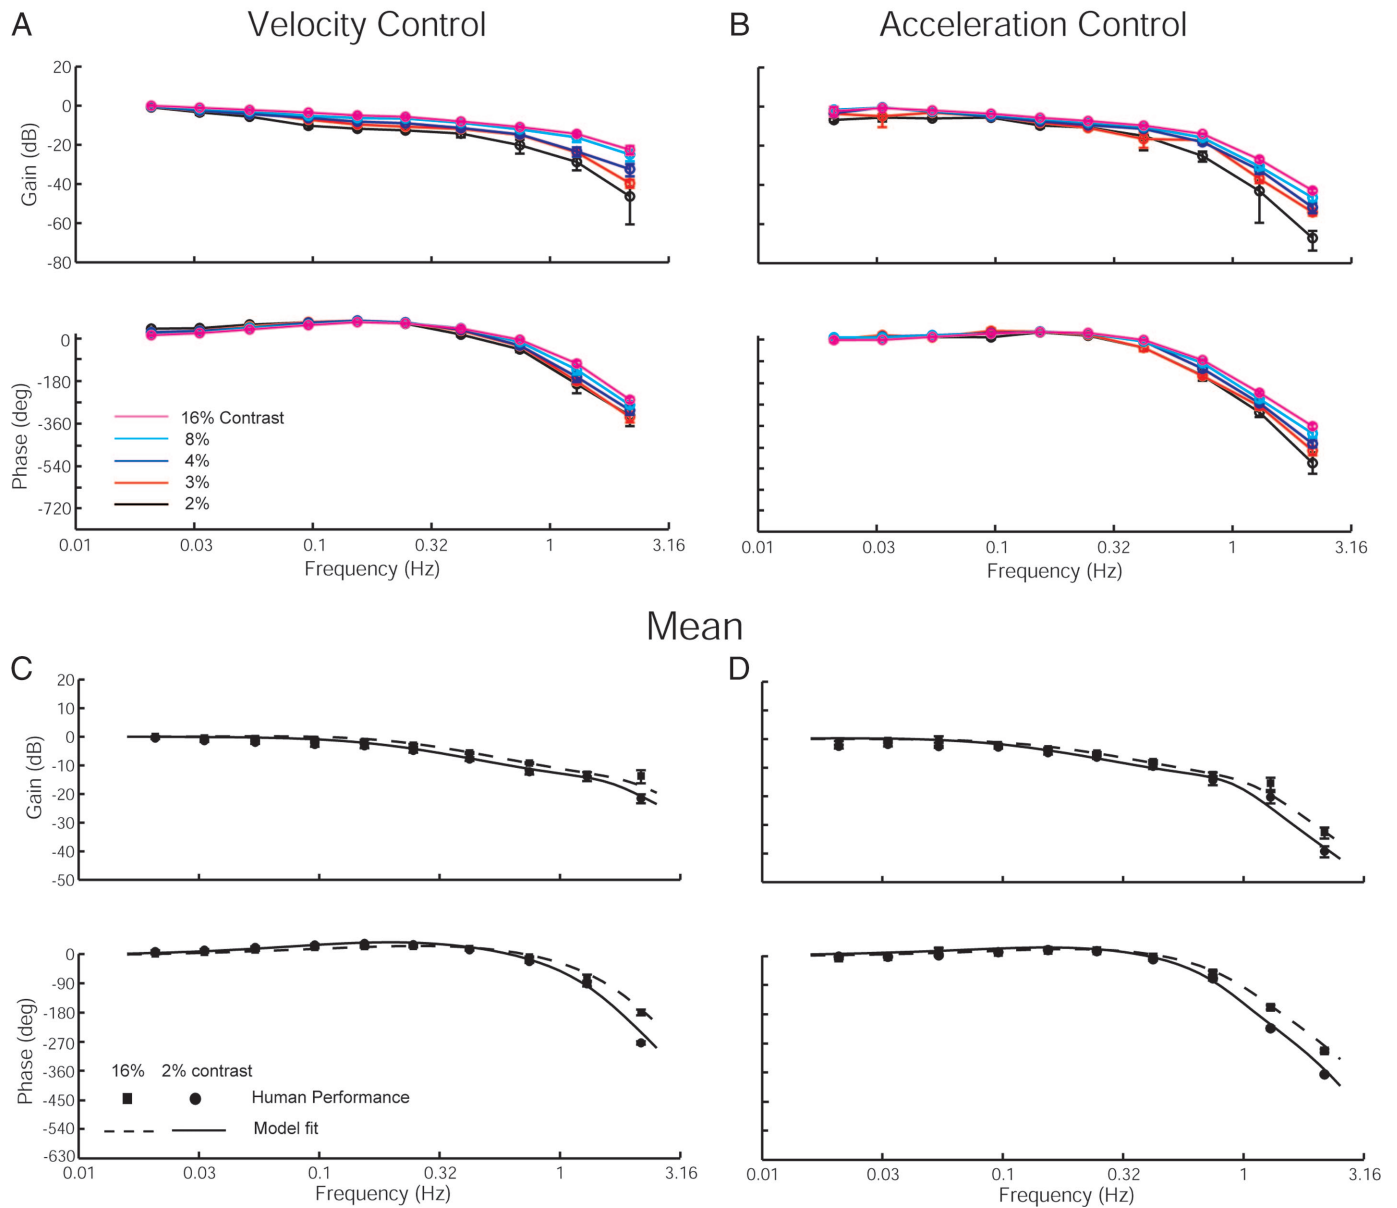 A Velocity Control
B Acceleration Control
20
0
-20
-40
-60
-80
Gain (dB)
0
-180
-360
-540
-720
Phase (deg)
16% Contrast
8%
4%
3%
2%
0.01 0.03 0.1 0.32 1 3.16
Frequency (Hz)
0.01 0.03 0.1 0.32 1 3.16
Frequency (Hz)
Mean
C
D
20
10
0
-10
-20
-30
-40
-50
Gain (dB)
0
-90
-180
-270
-360
-450
-540
-630
Phase (deg)
16% 2% contrast
Human Performance
Model fit
0.01 0.03 0.1 0.32 1 3.16
Frequency (Hz)
0.01 0.03 0.1 0.32 1 3.16
Frequency (Hz)